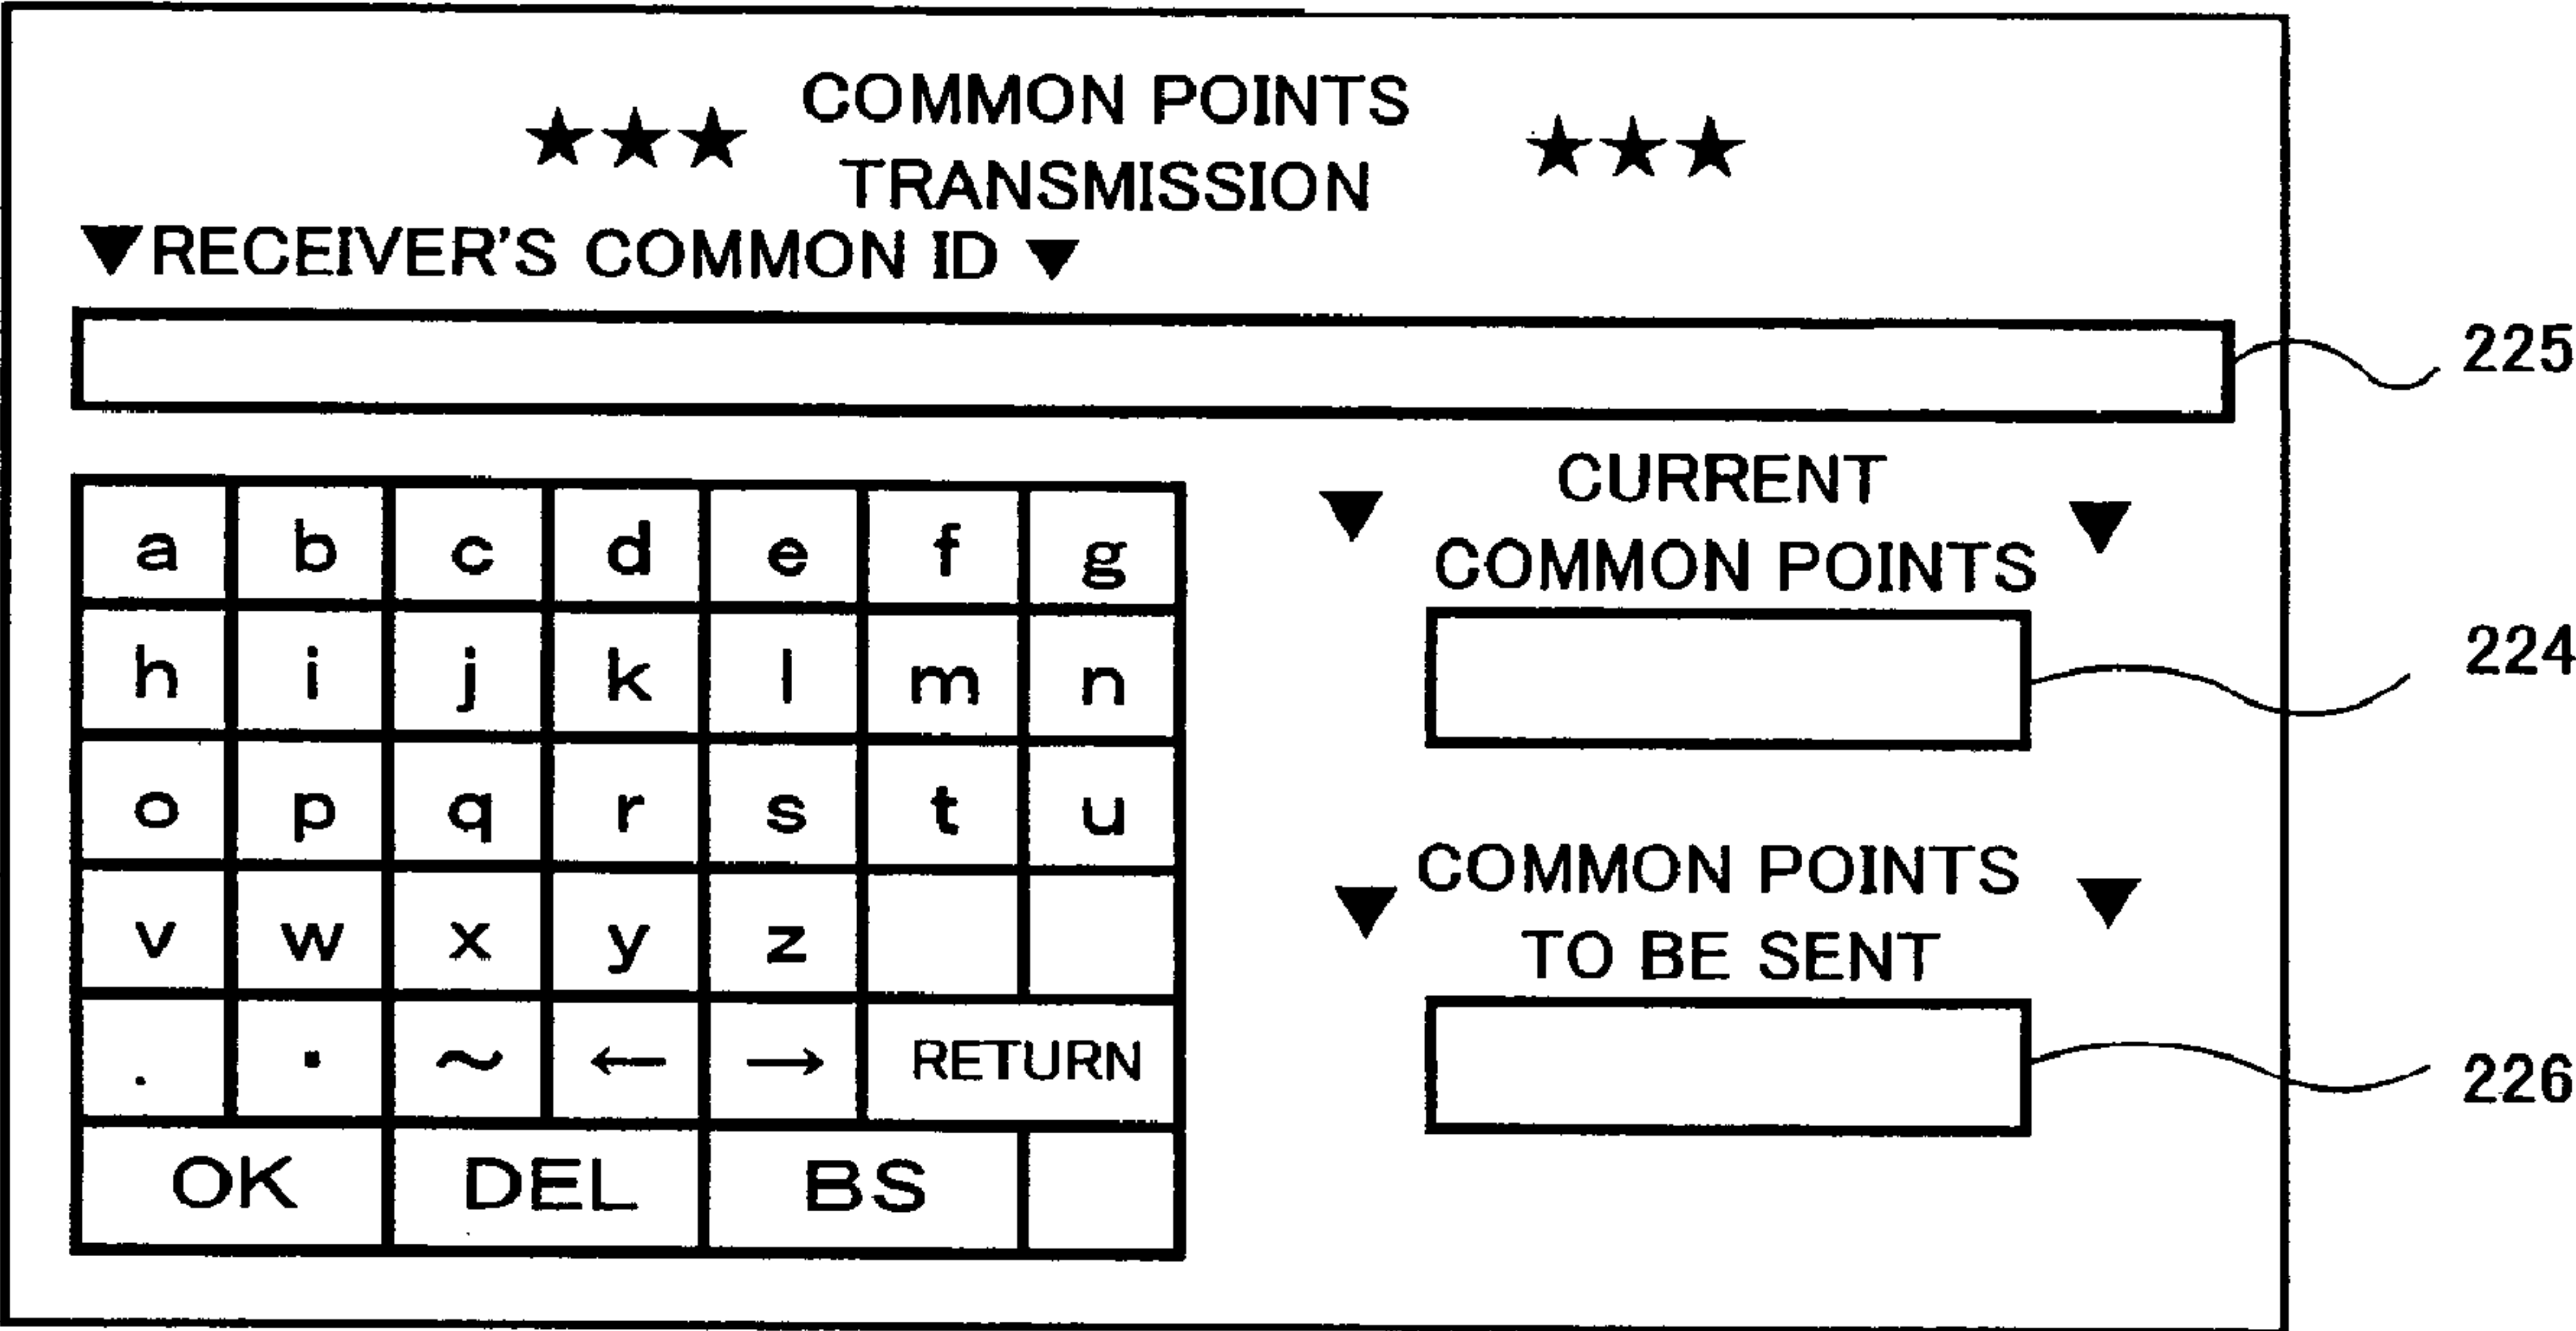 ★★★ COMMON POINTS TRANSMISSION ★★★
▼RECEIVER'S COMMON ID ▼
225
a b c d e f g
h i j k l m n
o p q r s t u
v w x y z
. ・ ~ ← → RETURN
OK DEL BS
▼ CURRENT ▼
COMMON POINTS
224
▼ COMMON POINTS ▼
TO BE SENT
226